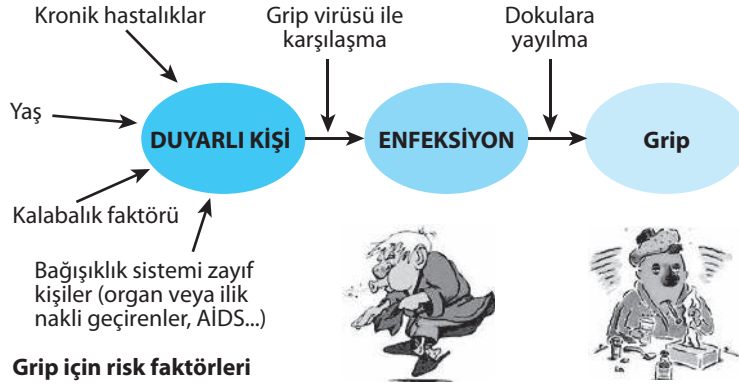 Kronik hastalıklar
Grip virüsü ile
karşılaşma
Dokulara
yayılma
Yaş
DUYARLI KİŞİ
ENFEKSİYON
Grip
Kalabalık faktörü
Bağışıklık sistemi zayıf
kişiler (organ veya ilik
nakli geçirenler, AİDS...)
Grip için risk faktörleri